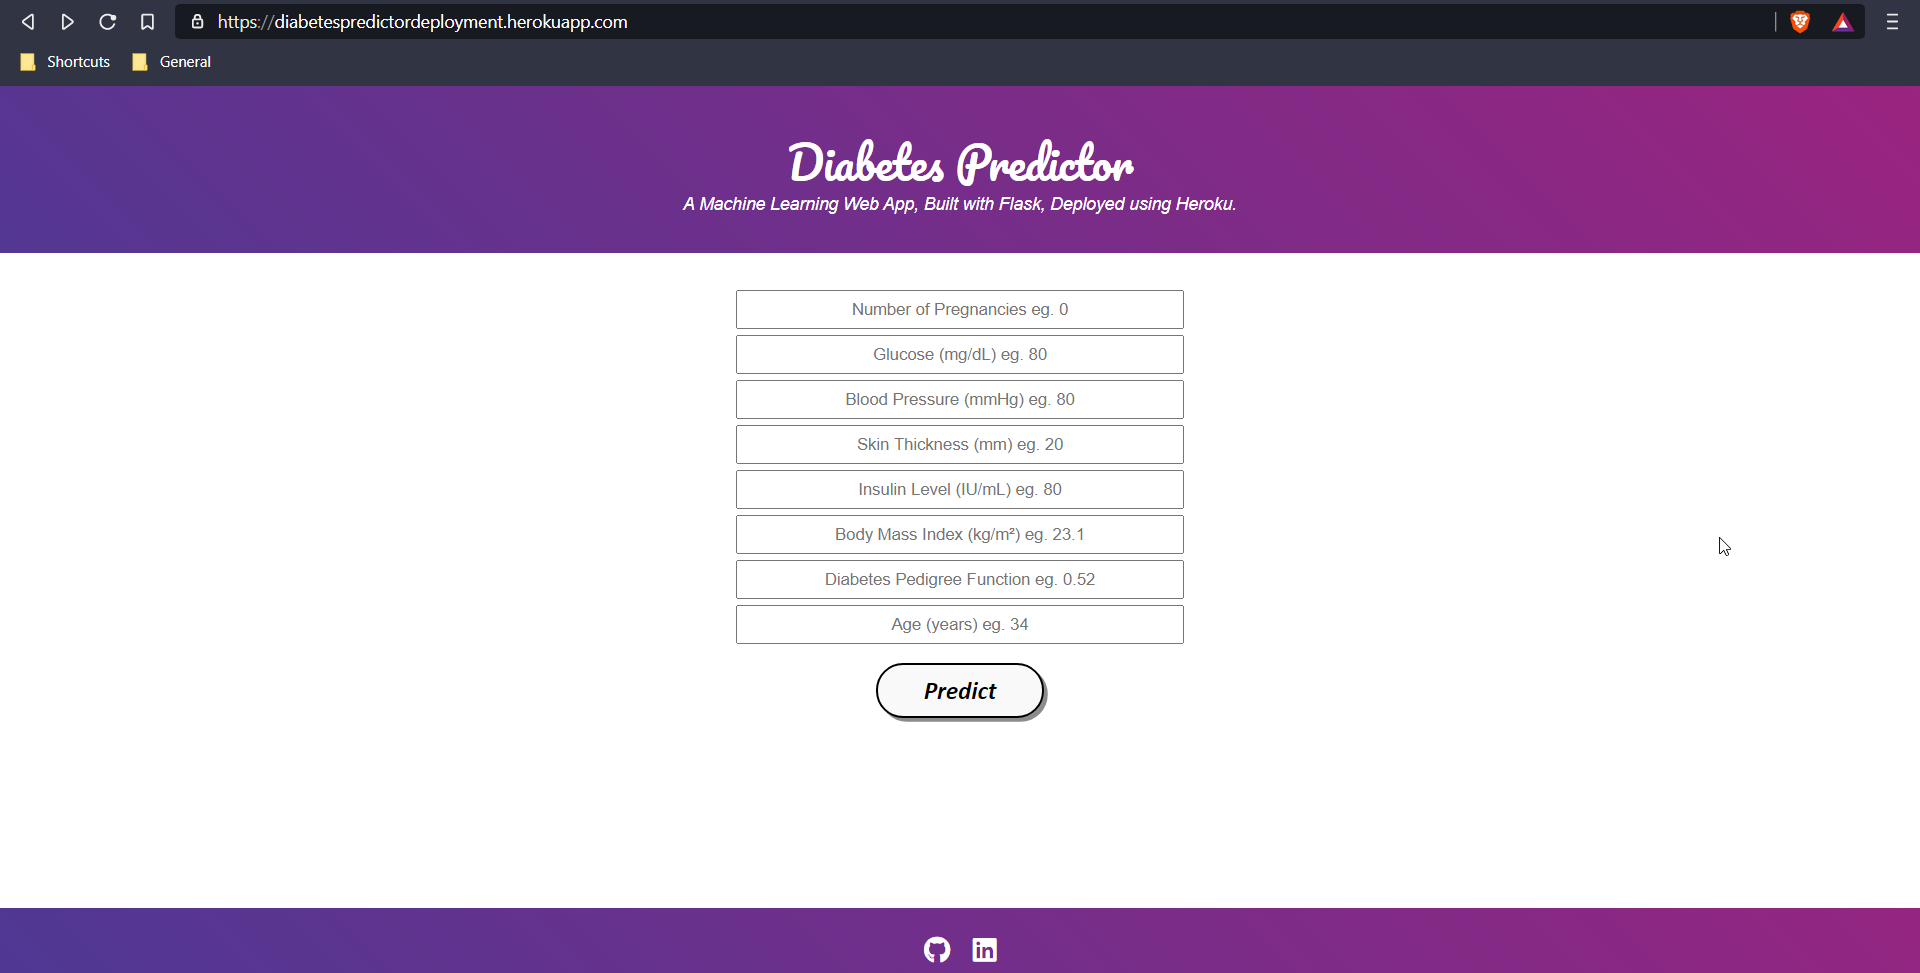 https://diabetespredictordeployment.herokuapp.com
Shortcuts General
Diabetes Predictor
A Machine Learning Web App, Built with Flask, Deployed using Heroku.
Number of Pregnancies eg. 0
Glucose (mg/dL) eg. 80
Blood Pressure (mmHg) eg. 80
Skin Thickness (mm) eg. 20
Insulin Level (IU/mL) eg. 80
Body Mass Index (kg/m²) eg. 23.1
Diabetes Pedigree Function eg. 0.52
Age (years) eg. 34
Predict
in